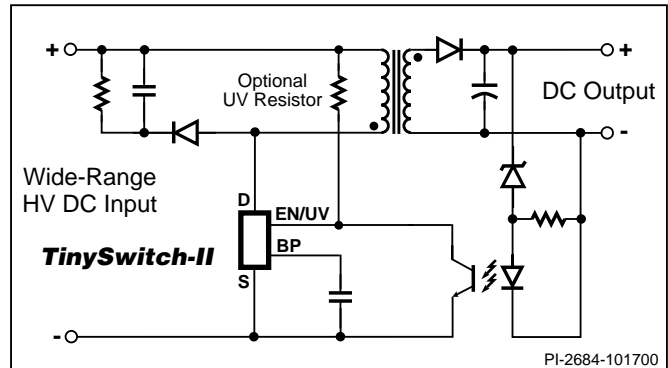 +
+
Optional
UV Resistor
DC Output
-
Wide-Range
HV DC Input
D
EN/UV
BP
TinySwitch-II
S
-
PI-2684-101700